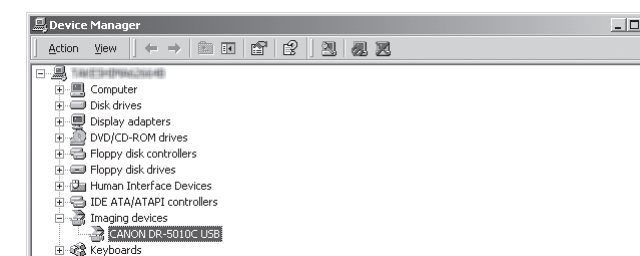 Device Manager
Action View
Computer
Disk drives
Display adapters
DVD/CD-ROM drives
Floppy disk controllers
Floppy disk drives
Human Interface Devices
IDE ATA/ATAPI controllers
Imaging devices
CANON DR-5010C USB
Keyboards